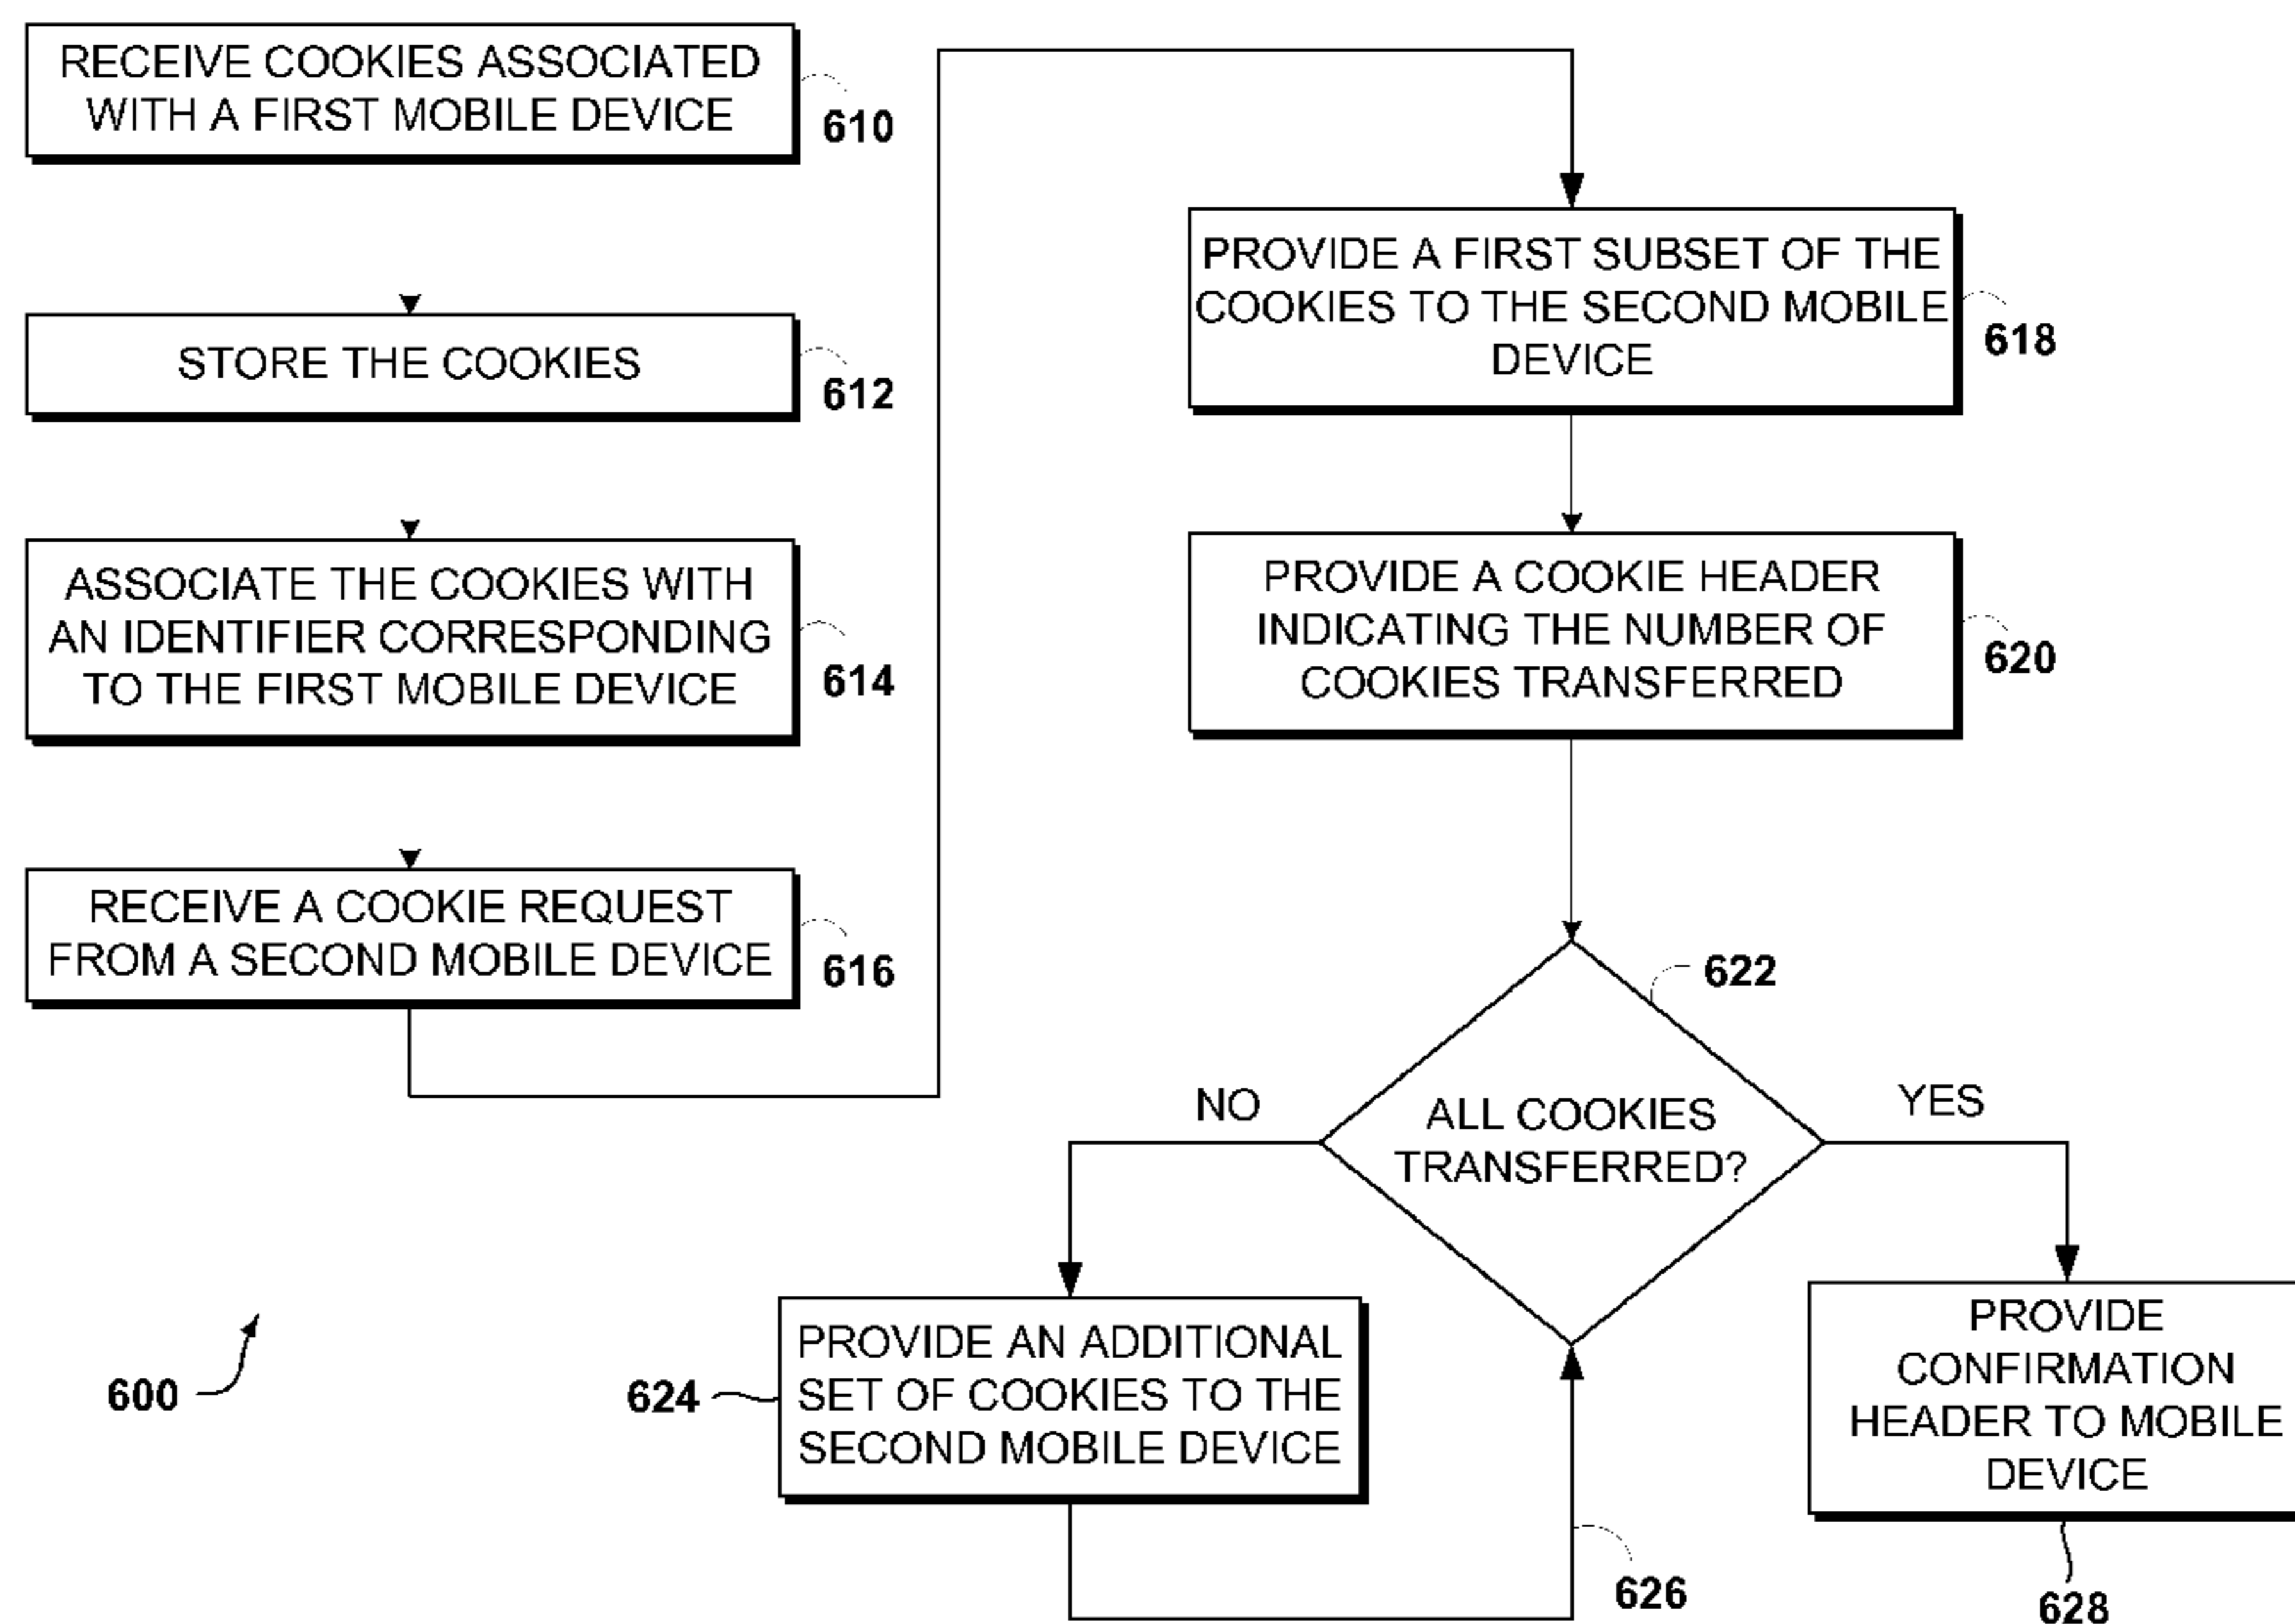 RECEIVE COOKIES ASSOCIATED
WITH A FIRST MOBILE DEVICE
610
STORE THE COOKIES
612
ASSOCIATE THE COOKIES WITH
AN IDENTIFIER CORRESPONDING
TO THE FIRST MOBILE DEVICE
614
RECEIVE A COOKIE REQUEST
FROM A SECOND MOBILE DEVICE
616
PROVIDE A FIRST SUBSET OF THE
COOKIES TO THE SECOND MOBILE
DEVICE
618
PROVIDE A COOKIE HEADER
INDICATING THE NUMBER OF
COOKIES TRANSFERRED
620
622
ALL COOKIES
TRANSFERRED?
NO
YES
PROVIDE AN ADDITIONAL
SET OF COOKIES TO THE
SECOND MOBILE DEVICE
624
626
PROVIDE
CONFIRMATION
HEADER TO MOBILE
DEVICE
628
600